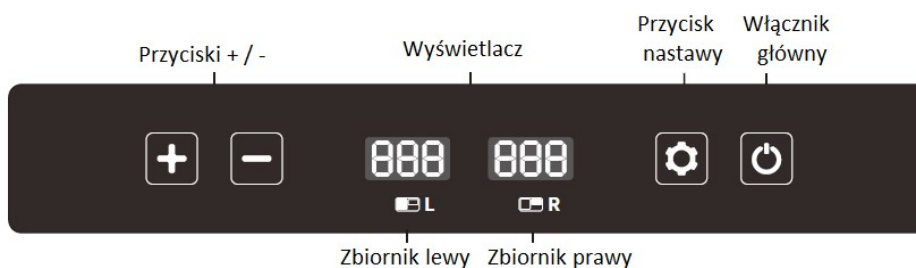 Przyciski + / -
Wyświetlacz
Przycisk
nastawy
Włącznik
główny
888 888
L R
Zbiornik lewy Zbiornik prawy